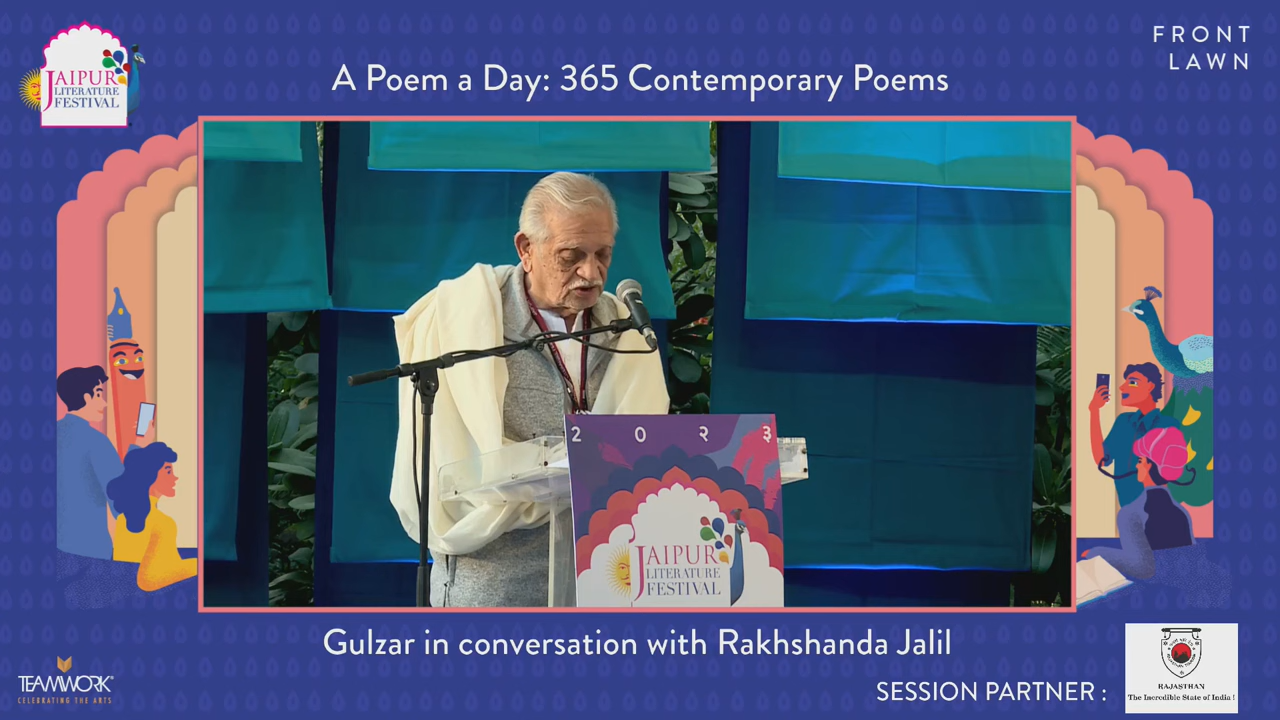 FRONT
LAWN
JAIPUR
LITERATURE
FESTIVAL
A Poem a Day: 365 Contemporary Poems
२ ० २ ३
JAIPUR
LITERATURE
FESTIVAL
Gulzar in conversation with Rakhshanda Jalil
TEAMWORK®
CELEBRATING THE ARTS
SESSION PARTNER :
RAJASTHAN
The Incredible State of India !